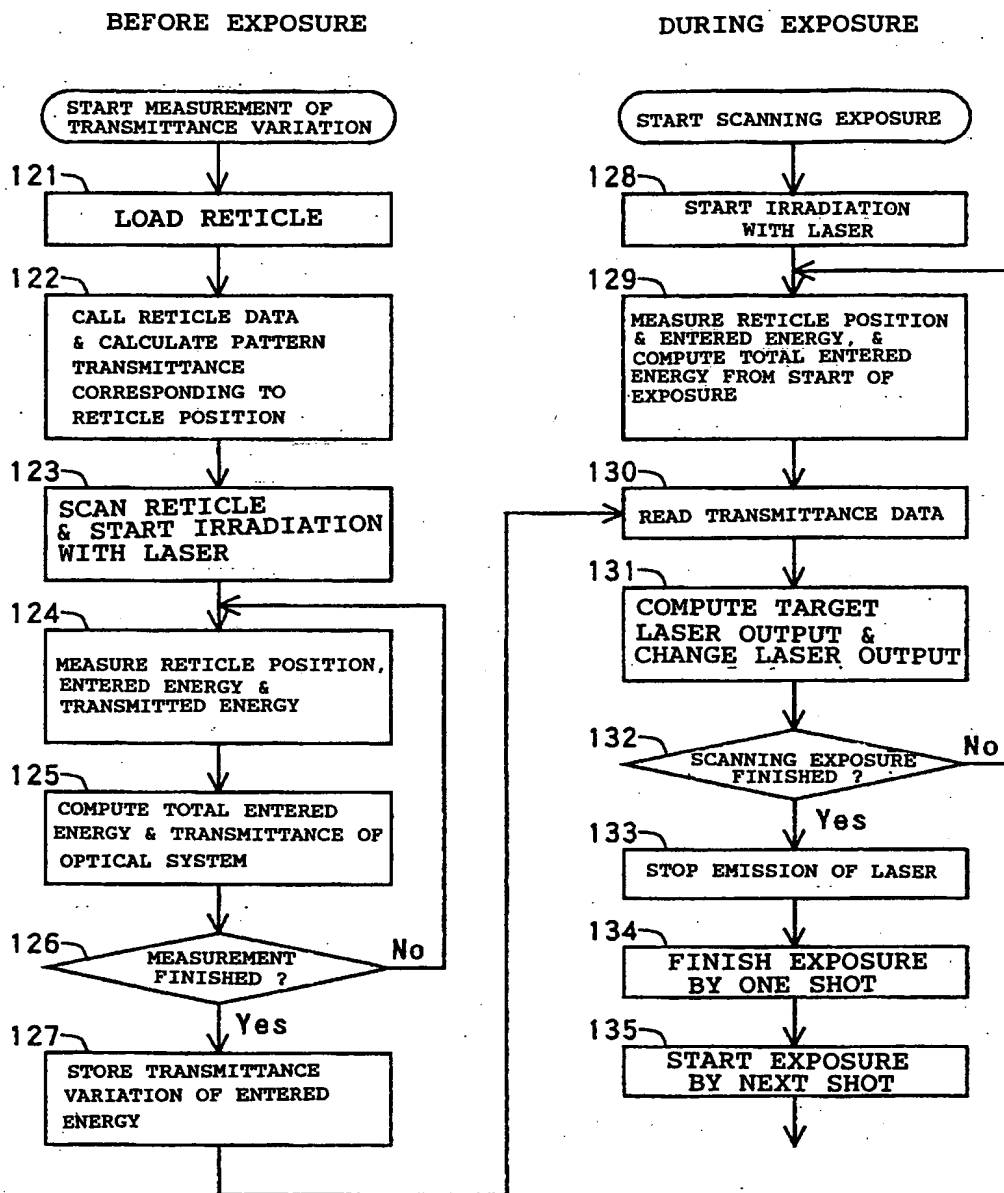 BEFORE EXPOSURE
START MEASUREMENT OF
TRANSMITTANCE VARIATION
121
LOAD RETICLE
122
CALL RETICLE DATA
& CALCULATE PATTERN
TRANSMITTANCE
CORRESPONDING TO
RETICLE POSITION
123
SCAN RETICLE
& START IRRADIATION
WITH LASER
124
MEASURE RETICLE POSITION,
ENTERED ENERGY &
TRANSMITTED ENERGY
125
COMPUTE TOTAL ENTERED
ENERGY & TRANSMITTANCE OF
OPTICAL SYSTEM
126
MEASUREMENT
FINISHED ?
No
Yes
127
STORE TRANSMITTANCE
VARIATION OF ENTERED
ENERGY
DURING EXPOSURE
START SCANNING EXPOSURE
128
START IRRADIATION
WITH LASER
129
MEASURE RETICLE POSITION
& ENTERED ENERGY, &
COMPUTE TOTAL ENTERED
ENERGY FROM START OF
EXPOSURE
130
READ TRANSMITTANCE DATA
131
COMPUTE TARGET
LASER OUTPUT &
CHANGE LASER OUTPUT
132
SCANNING EXPOSURE
FINISHED ?
No
Yes
133
STOP EMISSION OF LASER
134
FINISH EXPOSURE
BY ONE SHOT
135
START EXPOSURE
BY NEXT SHOT